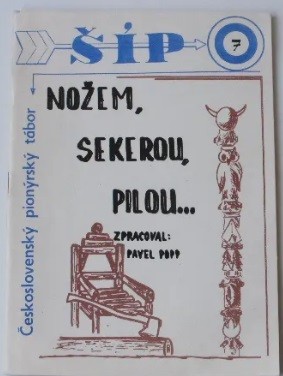 ŠÍP
7
Československý pionýrský tábor
NOŽEM,
SEKEROU,
PILOU...
ZPRACOVAL:
PAVEL POPP